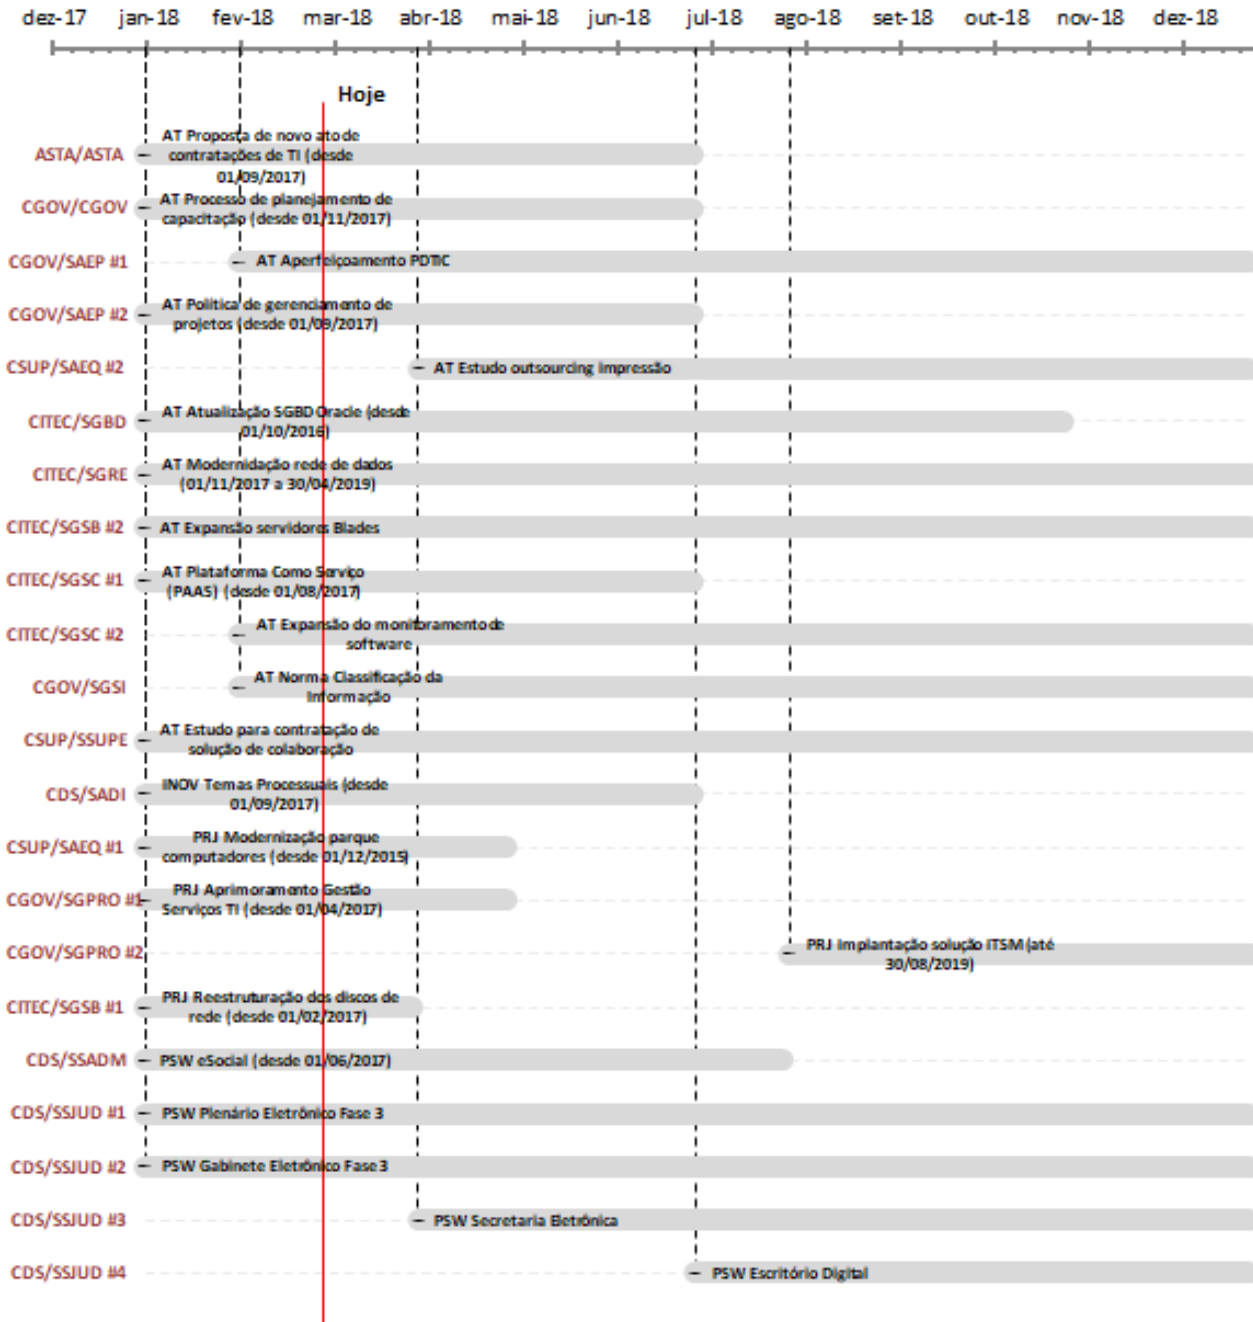 dez-17 jan-18 fev-18 mar-18 abr-18 mai-18 jun-18 jul-18 ago-18 set-18 out-18 nov-18 dez-18
Hoje
ASTA/ASTA
AT Proposta de novo ato de
contratações de TI (desde
01/09/2017)
CGOV/CGOV
AT Processo de planejamento de
capacitação (desde 01/11/2017)
CGOV/SAEP #1
AT Aperfeiçoamento PDTIC
CGOV/SAEP #2
AT Política de gerenciamento de
projetos (desde 01/09/2017)
CSUP/SAEQ #2
AT Estudo outsourcing impressão
CITEC/SGBD
AT Atualização SGBD Oracle (desde
01/10/2016)
CITEC/SGRE
AT Modernidação rede de dados
(01/11/2017 a 30/04/2019)
CITEC/SGSB #2
AT Expansão servidores Blades
CITEC/SGSC #1
AT Plataforma Como Serviço
(PAAS) (desde 01/08/2017)
CITEC/SGSC #2
AT Expansão do monitoramento de
software
CGOV/SGSI
AT Norma Classificação da
Informação
CSUP/SSUPE
AT Estudo para contratação de
solução de colaboração
CDS/SADI
INOV Temas Processuais (desde
01/09/2017)
CSUP/SAEQ #1
PRJ Modernização parque
computadores (desde 01/12/2015)
CGOV/SGPRO #1
PRJ Aprimoramento Gestão
Serviços TI (desde 01/04/2017)
CGOV/SGPRO #2
PRJ Implantação solução ITSM (até
30/08/2019)
CITEC/SGSB #1
PRJ Reestruturação dos discos de
rede (desde 01/02/2017)
CDS/SSADM
PSW eSocial (desde 01/06/2017)
CDS/SSJUD #1
PSW Plenário Eletrônico Fase 3
CDS/SSJUD #2
PSW Gabinete Eletrônico Fase 3
CDS/SSJUD #3
PSW Secretaria Eletrônica
CDS/SSJUD #4
PSW Escritório Digital